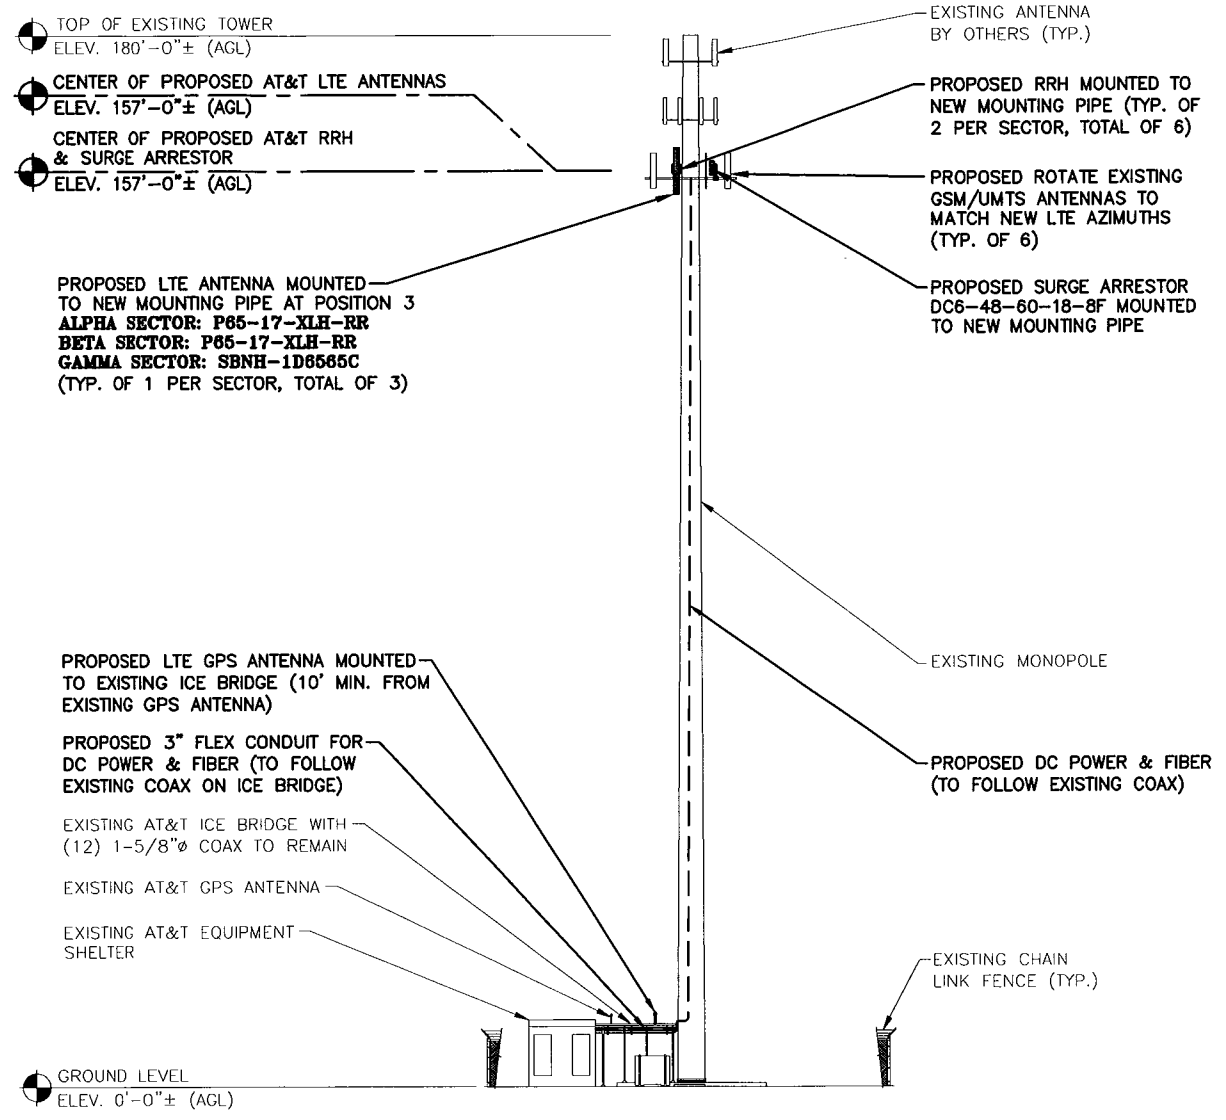 TOP OF EXISTING TOWER
ELEV. 180'-0"± (AGL)
CENTER OF PROPOSED AT&T LTE ANTENNAS
ELEV. 157'-0"± (AGL)
CENTER OF PROPOSED AT&T RRH
& SURGE ARRESTOR
ELEV. 157'-0"± (AGL)
EXISTING ANTENNA
BY OTHERS (TYP.)
PROPOSED RRH MOUNTED TO
NEW MOUNTING PIPE (TYP. OF
2 PER SECTOR, TOTAL OF 6)
PROPOSED ROTATE EXISTING
GSM/UMTS ANTENNAS TO
MATCH NEW LTE AZIMUTHS
(TYP. OF 6)
PROPOSED SURGE ARRESTOR
DC6-48-60-18-8F MOUNTED
TO NEW MOUNTING PIPE
PROPOSED LTE ANTENNA MOUNTED
TO NEW MOUNTING PIPE AT POSITION 3
ALPHA SECTOR: P65-17-XLH-RR
BETA SECTOR: P65-17-XLH-RR
GAMMA SECTOR: SBNH-1D6565C
(TYP. OF 1 PER SECTOR, TOTAL OF 3)
EXISTING MONOPOLE
PROPOSED DC POWER & FIBER
(TO FOLLOW EXISTING COAX)
PROPOSED LTE GPS ANTENNA MOUNTED
TO EXISTING ICE BRIDGE (10' MIN. FROM
EXISTING GPS ANTENNA)
PROPOSED 3" FLEX CONDUIT FOR
DC POWER & FIBER (TO FOLLOW
EXISTING COAX ON ICE BRIDGE)
EXISTING AT&T ICE BRIDGE WITH
(12) 1-5/8"ø COAX TO REMAIN
EXISTING AT&T GPS ANTENNA
EXISTING AT&T EQUIPMENT
SHELTER
EXISTING CHAIN
LINK FENCE (TYP.)
GROUND LEVEL
ELEV. 0'-0"± (AGL)